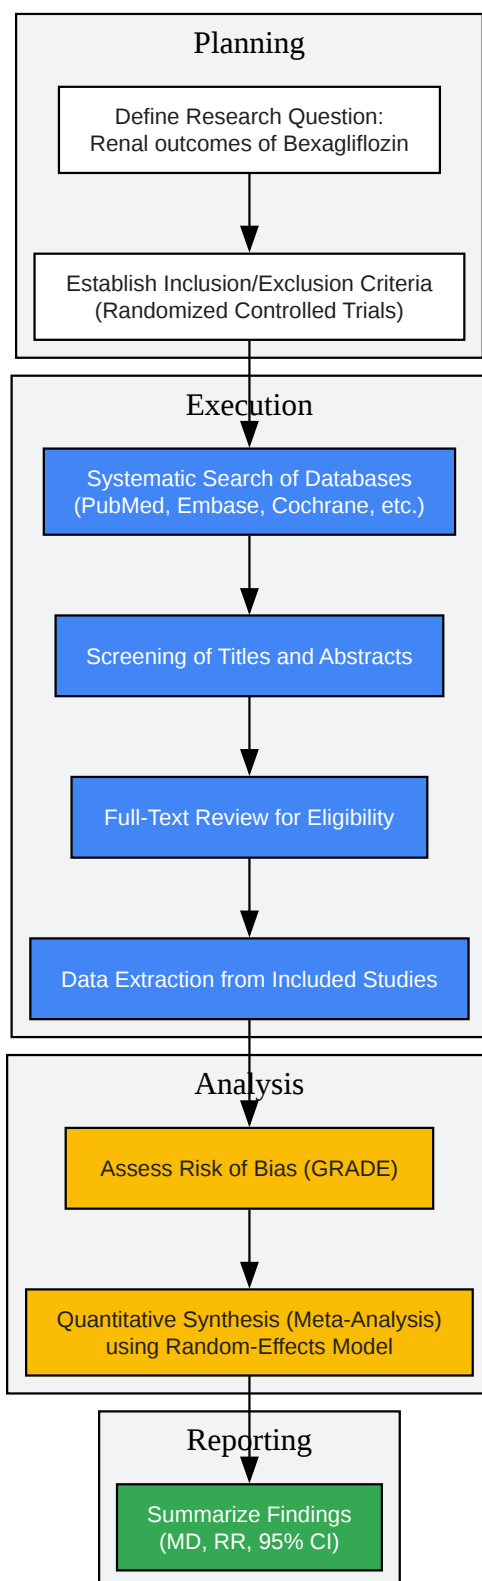 Planning
Define Research Question:
Renal outcomes of Bexagliflozin
Establish Inclusion/Exclusion Criteria
(Randomized Controlled Trials)
Execution
Systematic Search of Databases
(PubMed, Embase, Cochrane, etc.)
Screening of Titles and Abstracts
Full-Text Review for Eligibility
Data Extraction from Included Studies
Analysis
Assess Risk of Bias (GRADE)
Quantitative Synthesis (Meta-Analysis)
using Random-Effects Model
Reporting
Summarize Findings
(MD, RR, 95% CI)